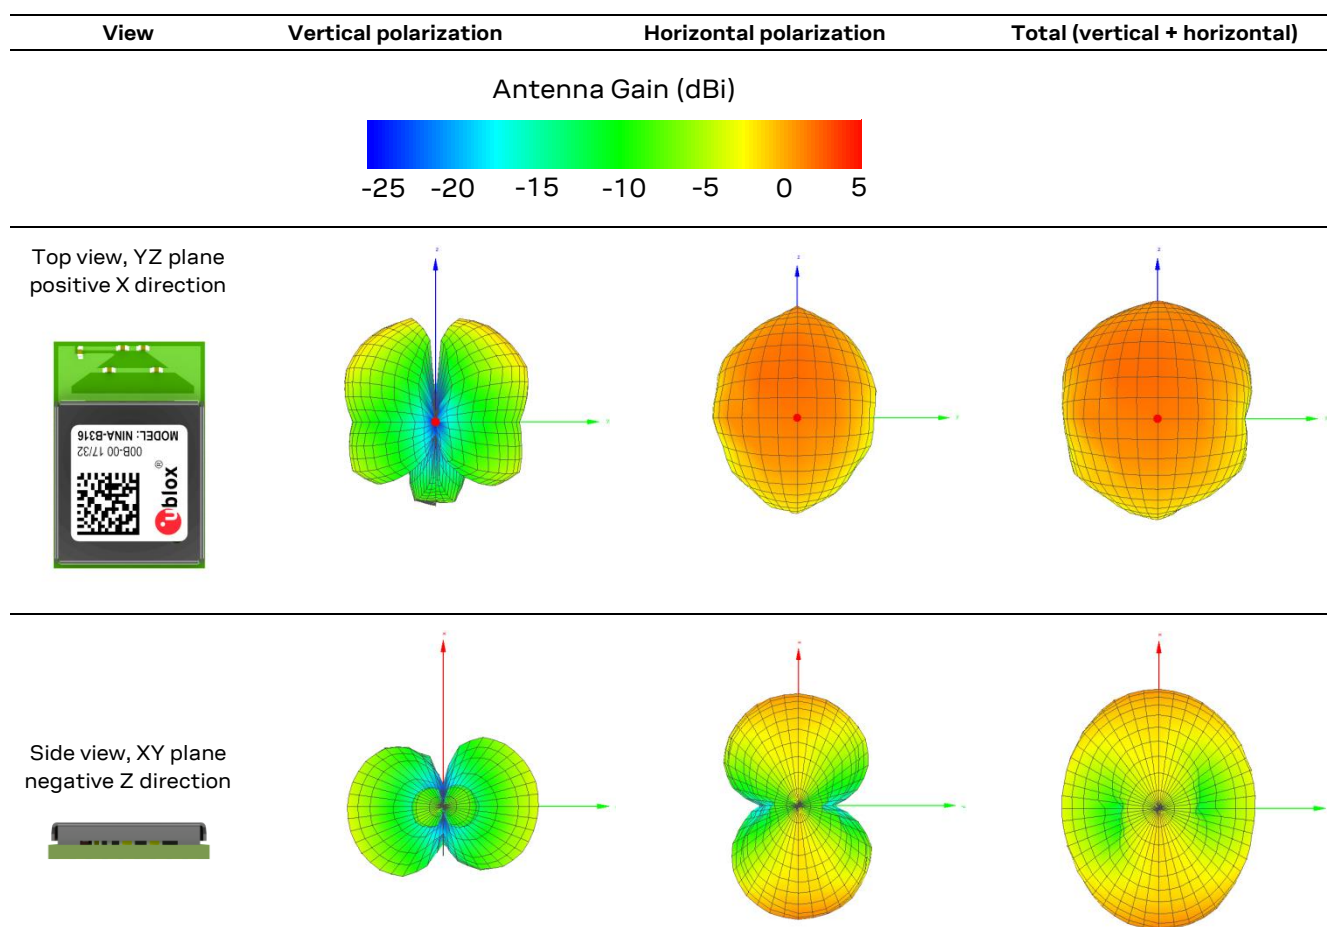 View Vertical polarization Horizontal polarization Total (vertical + horizontal)
Antenna Gain (dBi)
-25 -20 -15 -10 -5 0 5
Top view, YZ plane
positive X direction
MODEL: NINA-B316
00B-00 17/32
ublox®
Side view, XY plane
negative Z direction